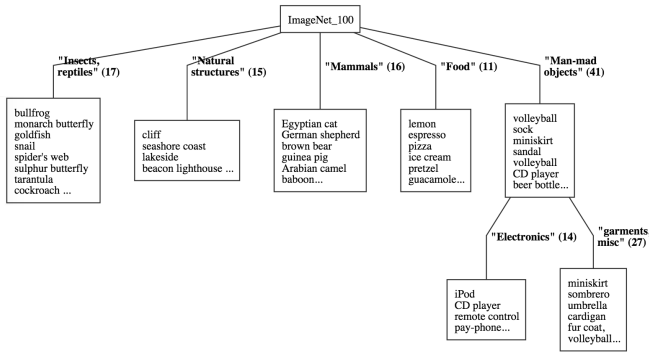 ImageNet_100
"Insects,
reptiles" (17)
"Natural
structures" (15)
"Mammals" (16)
"Food" (11)
"Man-mad
objects" (41)
bullfrog
monarch butterfly
goldfish
snail
spider's web
sulphur butterfly
tarantula
cockroach ...
cliff
seashore coast
lakeside
beacon lighthouse ...
Egyptian cat
German shepherd
brown bear
guinea pig
Arabian camel
baboon...
lemon
espresso
pizza
ice cream
pretzel
guacamole...
volleyball
sock
miniskirt
sandal
volleyball
CD player
beer bottle...
"Electronics" (14)
"garments
misc" (27)
iPod
CD player
remote control
pay-phone...
miniskirt
sombrero
umbrella
cardigan
fur coat,
volleyball...